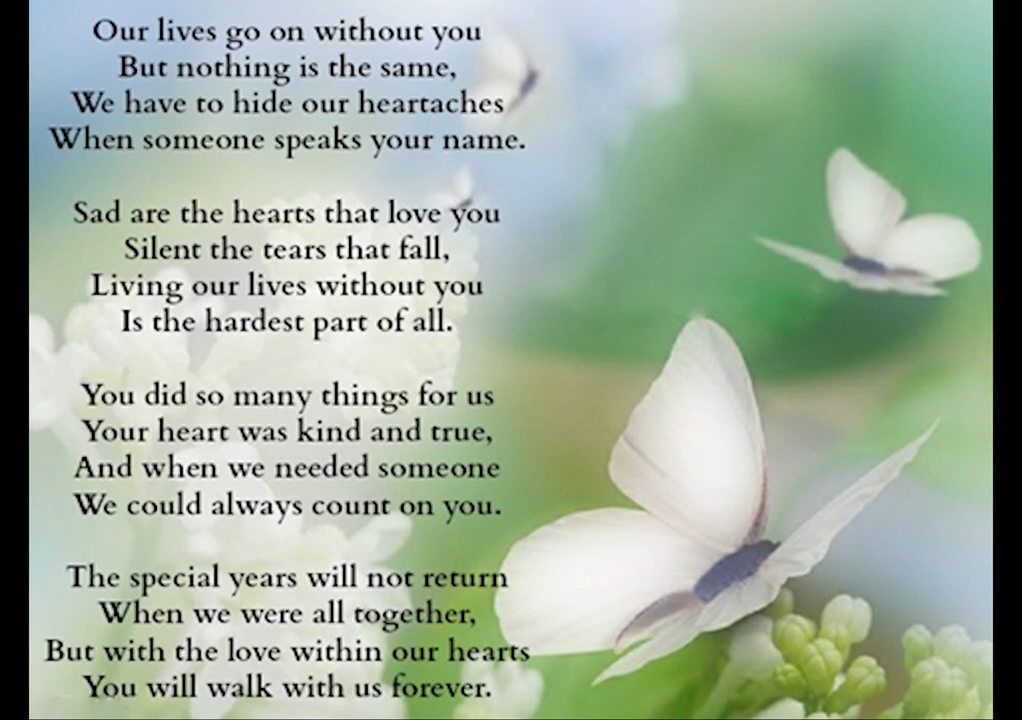 Our lives go on without you
But nothing is the same,
We have to hide our heartaches
When someone speaks your name.
Sad are the hearts that love you
Silent the tears that fall,
Living our lives without you
Is the hardest part of all.
You did so many things for us
Your heart was kind and true,
And when we needed someone
We could always count on you.
The special years will not return
When we were all together,
But with the love within our hearts
You will walk with us forever.